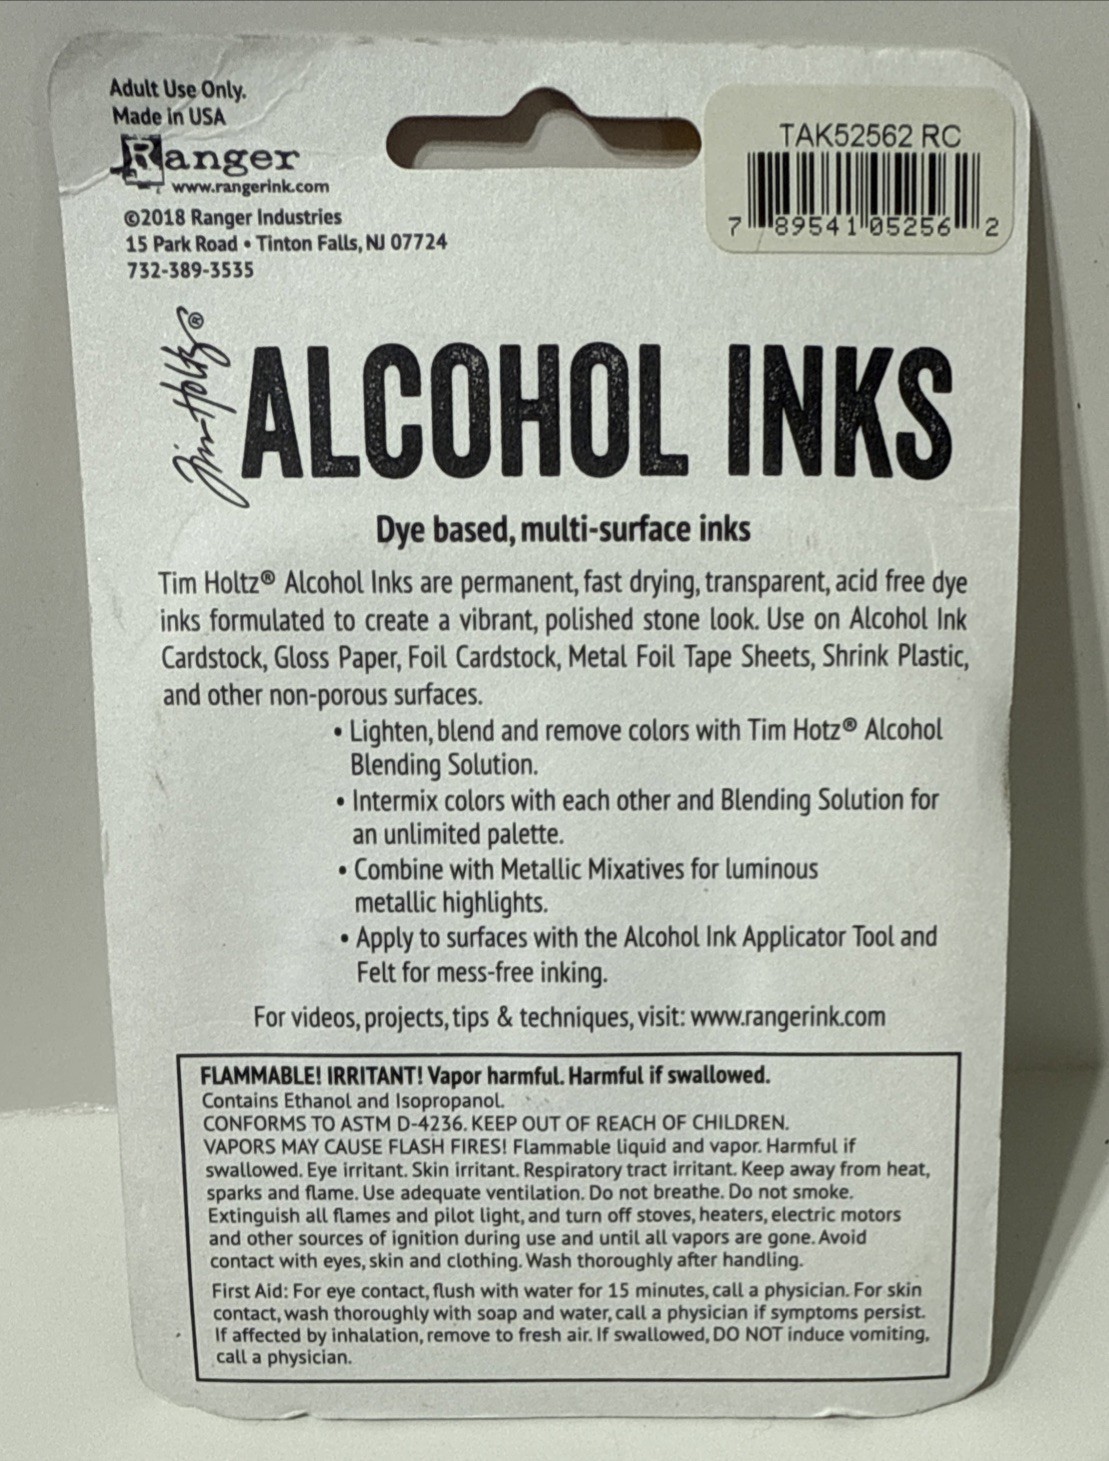 Adult Use Only.
Made in USA
Ranger
www.rangerink.com
©2018 Ranger Industries
15 Park Road • Tinton Falls, NJ 07724
732-389-3535
TAK52562 RC
7 89541 05256 2
Tim Holtz® ALCOHOL INKS
Dye based, multi-surface inks
Tim Holtz® Alcohol Inks are permanent, fast drying, transparent, acid free dye
inks formulated to create a vibrant, polished stone look. Use on Alcohol Ink
Cardstock, Gloss Paper, Foil Cardstock, Metal Foil Tape Sheets, Shrink Plastic,
and other non-porous surfaces.
• Lighten, blend and remove colors with Tim Hotz® Alcohol
Blending Solution.
• Intermix colors with each other and Blending Solution for
an unlimited palette.
• Combine with Metallic Mixatives for luminous
metallic highlights.
• Apply to surfaces with the Alcohol Ink Applicator Tool and
Felt for mess-free inking.
For videos, projects, tips & techniques, visit: www.rangerink.com
FLAMMABLE! IRRITANT! Vapor harmful. Harmful if swallowed.
Contains Ethanol and Isopropanol.
CONFORMS TO ASTM D-4236. KEEP OUT OF REACH OF CHILDREN.
VAPORS MAY CAUSE FLASH FIRES! Flammable liquid and vapor. Harmful if
swallowed. Eye irritant. Skin irritant. Respiratory tract irritant. Keep away from heat,
sparks and flame. Use adequate ventilation. Do not breathe. Do not smoke.
Extinguish all flames and pilot light, and turn off stoves, heaters, electric motors
and other sources of ignition during use and until all vapors are gone. Avoid
contact with eyes, skin and clothing. Wash thoroughly after handling.
First Aid: For eye contact, flush with water for 15 minutes, call a physician. For skin
contact, wash thoroughly with soap and water, call a physician if symptoms persist.
If affected by inhalation, remove to fresh air. If swallowed, DO NOT induce vomiting,
call a physician.